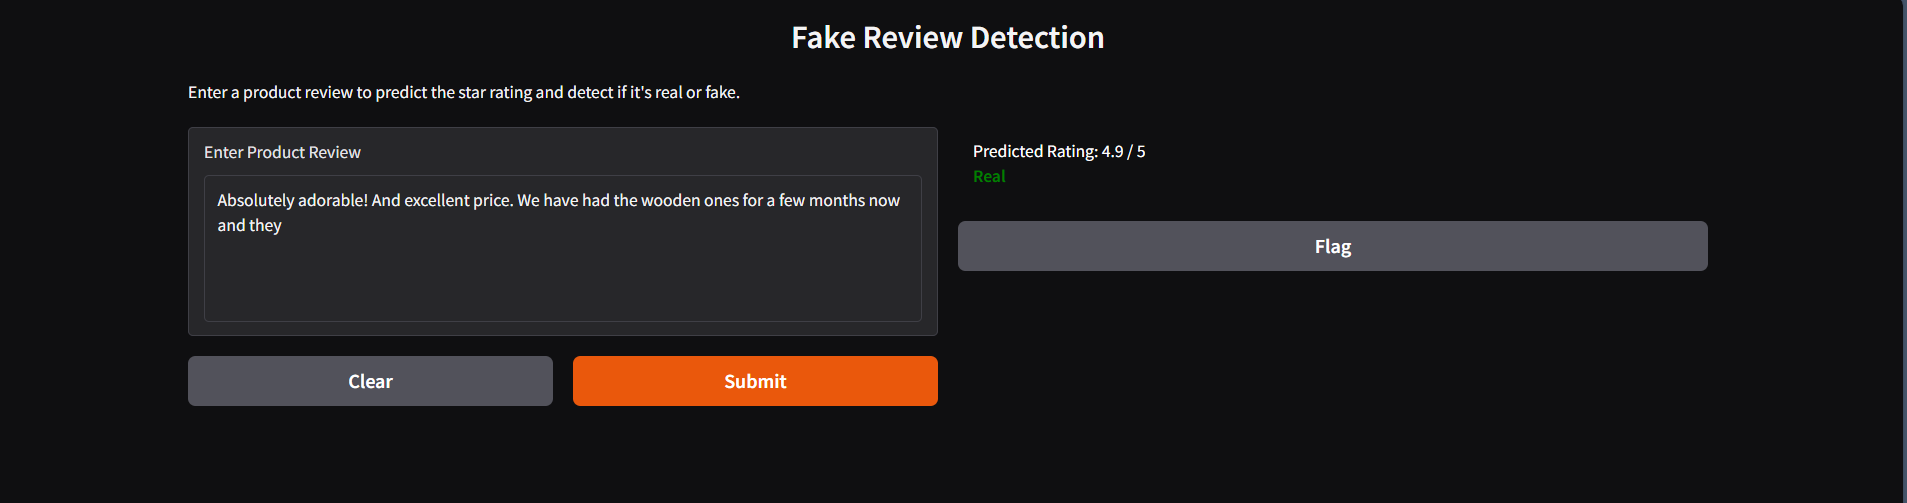 Fake Review Detection
Enter a product review to predict the star rating and detect if it's real or fake.
Enter Product Review
Absolutely adorable! And excellent price. We have had the wooden ones for a few months now
and they
Predicted Rating: 4.9 / 5
Real
Flag
Clear
Submit